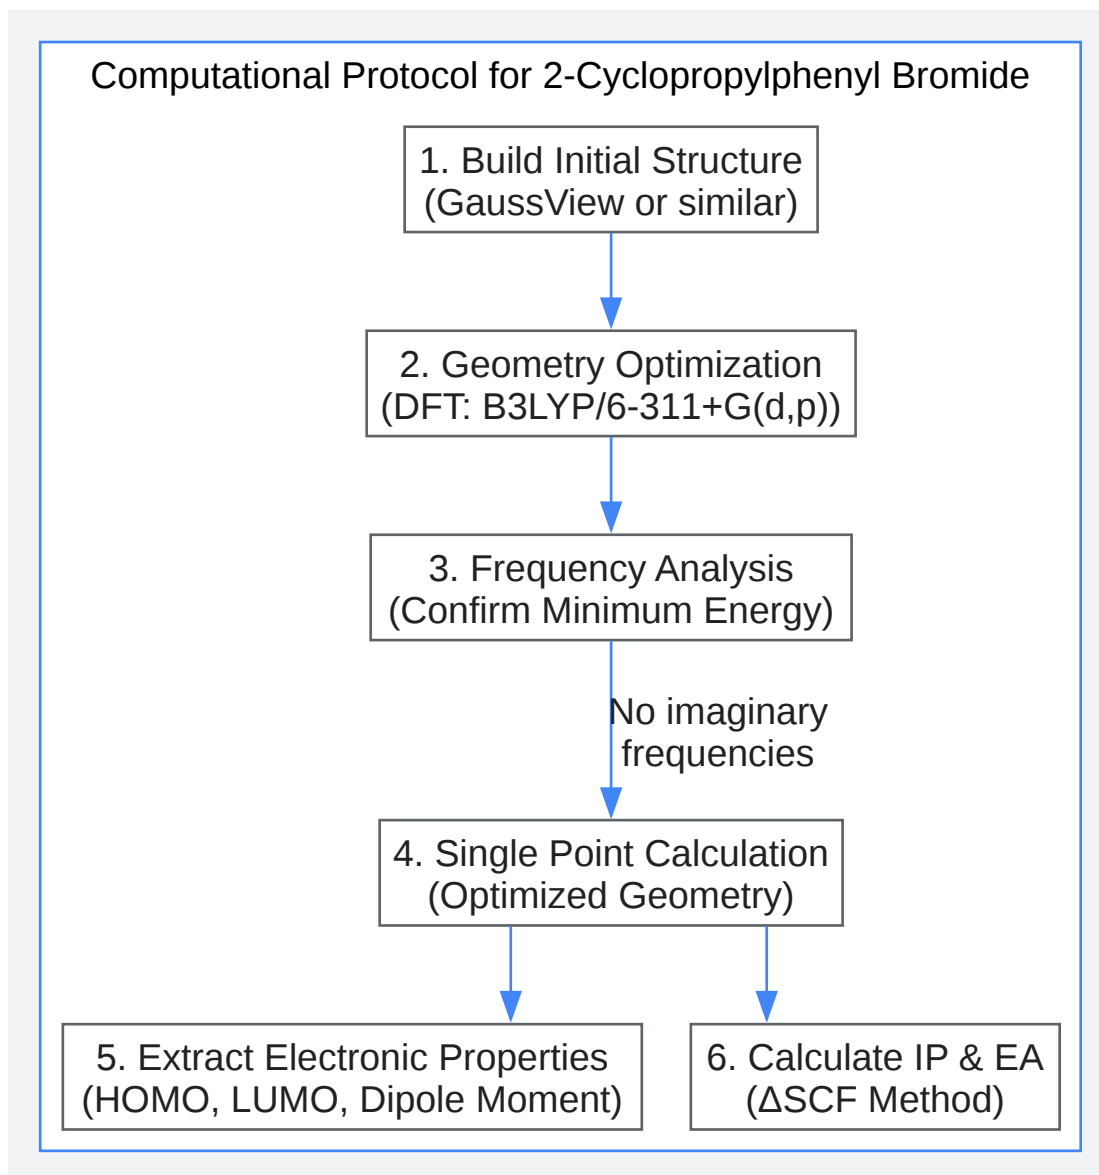 Computational Protocol for 2-Cyclopropylphenyl Bromide
1. Build Initial Structure
(GaussView or similar)
2. Geometry Optimization
(DFT: B3LYP/6-311+G(d,p))
3. Frequency Analysis
(Confirm Minimum Energy)
No imaginary
frequencies
4. Single Point Calculation
(Optimized Geometry)
5. Extract Electronic Properties
(HOMO, LUMO, Dipole Moment)
6. Calculate IP & EA
(ΔSCF Method)